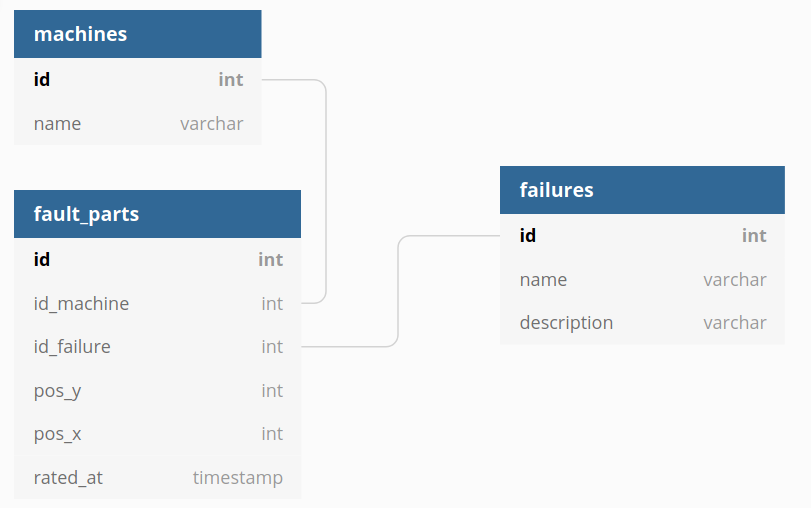 machines
id int
name varchar
fault_parts
id int
id_machine int
id_failure int
pos_y int
pos_x int
rated_at timestamp
failures
id int
name varchar
description varchar